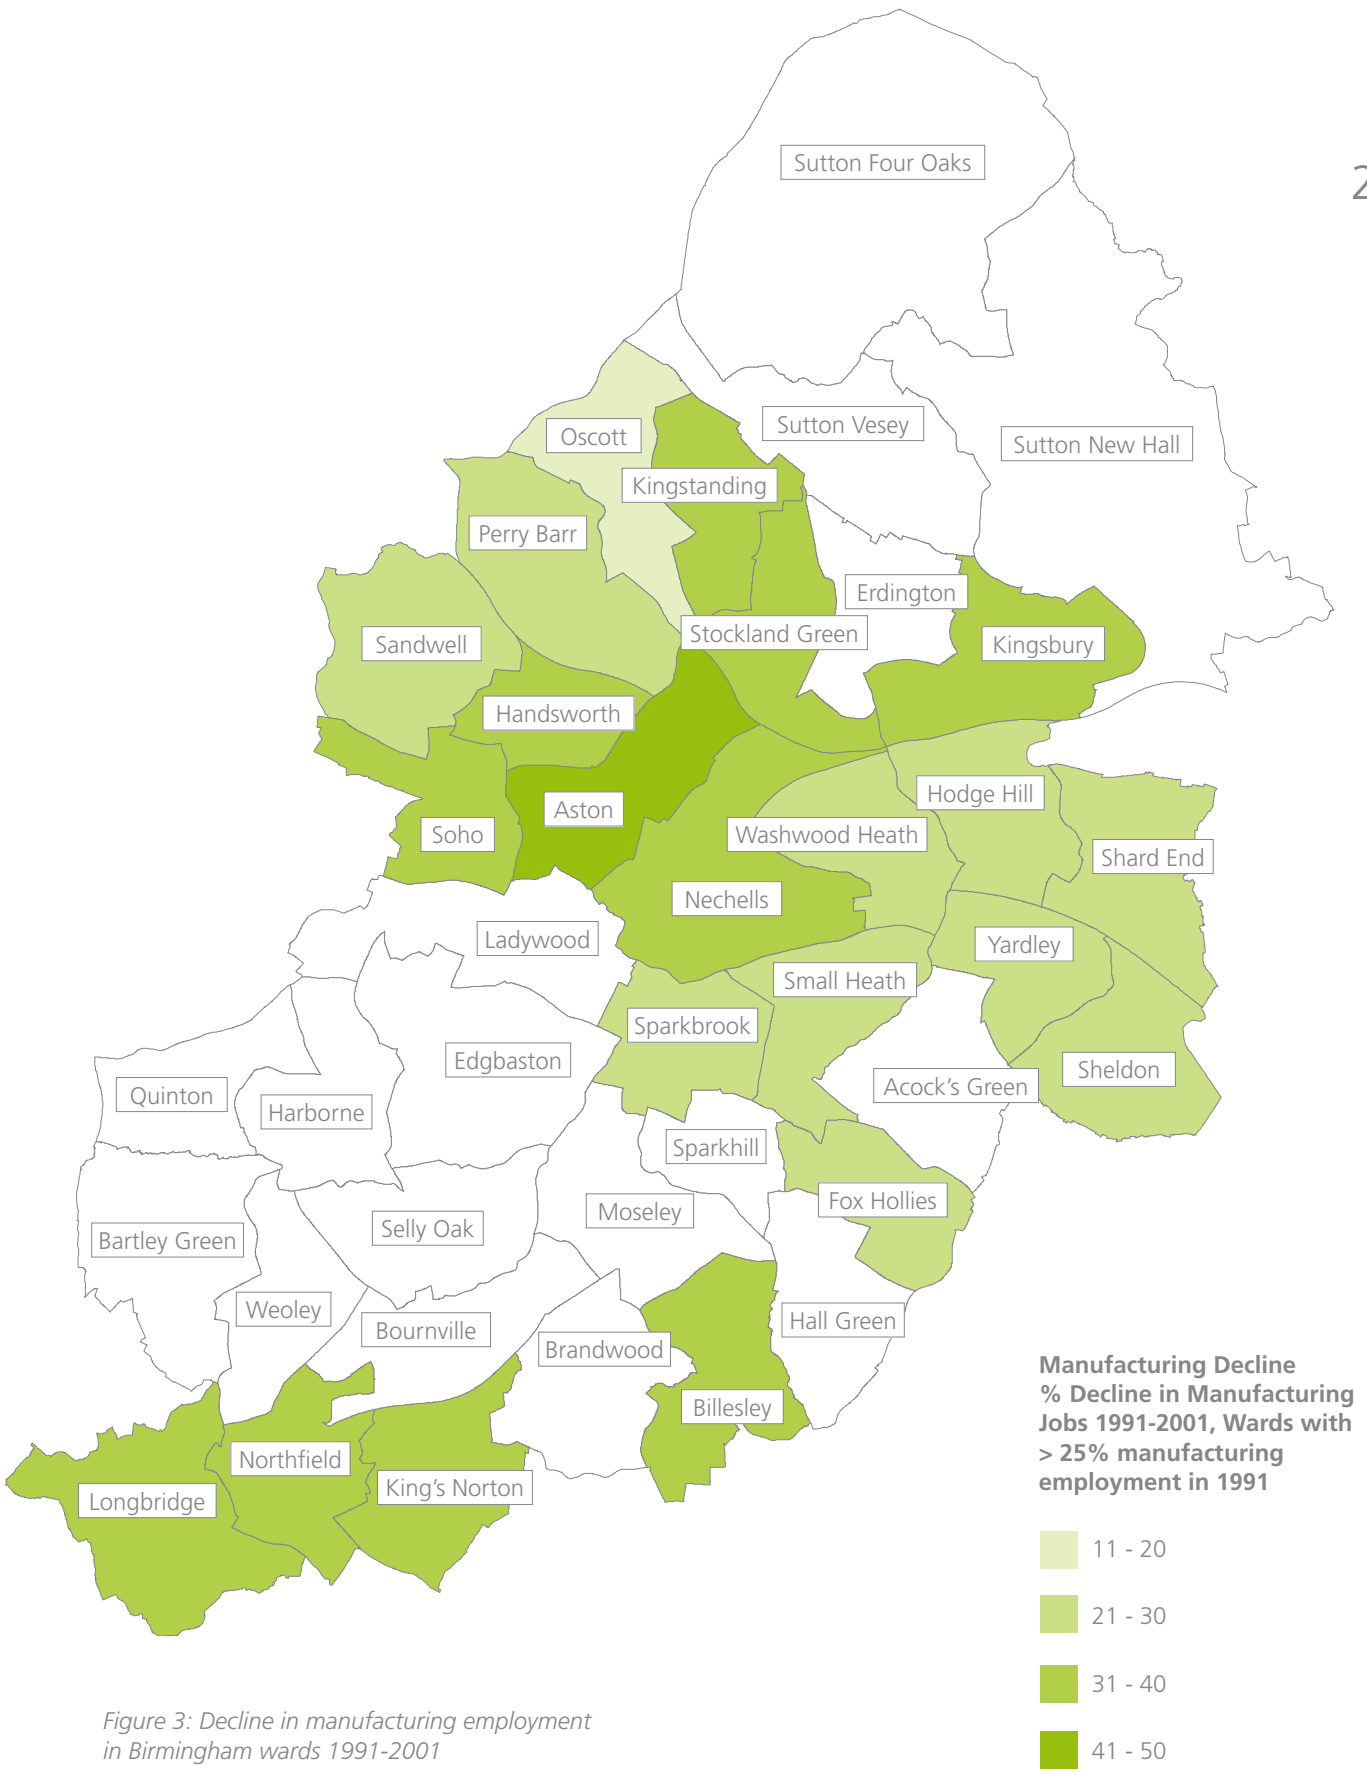 Sutton Four Oaks
2
Sutton Vesey
Oscott
Sutton New Hall
Kingstanding
Perry Barr
Erdington
Stockland Green
Sandwell
Kingsbury
Handsworth
Hodge Hill
Aston
Soho
Washwood Heath
Shard End
Nechells
Ladywood
Yardley
Small Heath
Sparkbrook
Edgbaston
Sheldon
Acock's Green
Quinton
Harborne
Sparkhill
Fox Hollies
Moseley
Selly Oak
Bartley Green
Weoley
Hall Green
Bournville
Brandwood
Billesley
Northfield
King's Norton
Longbridge
Manufacturing Decline
% Decline in Manufacturing
Jobs 1991-2001, Wards with
> 25% manufacturing
employment in 1991
11 - 20
21 - 30
31 - 40
41 - 50
Figure 3: Decline in manufacturing employment
in Birmingham wards 1991-2001